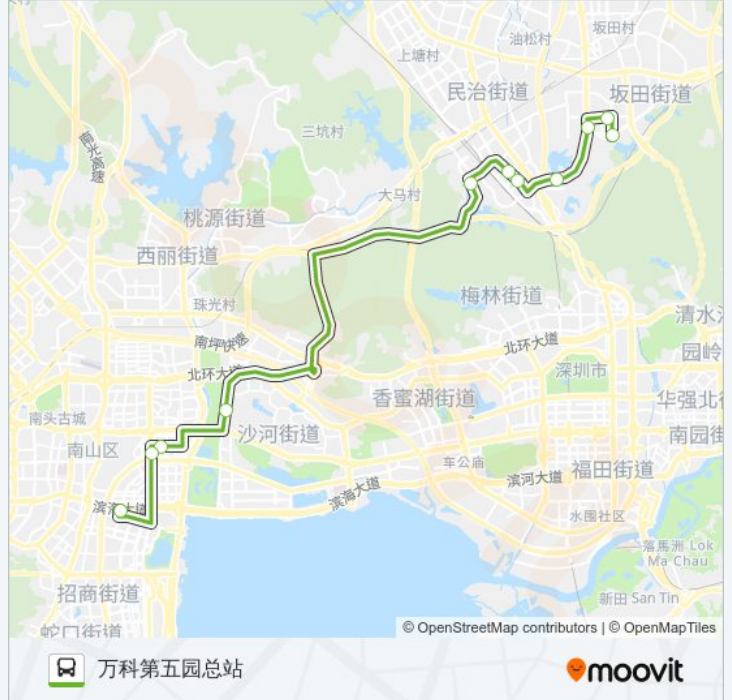 坂田村
油松村
上塘村
民治街道
坂田街道
三坑村
南光高速
大马村
桃源街道
西丽街道
梅林街道
珠光村
清水
南坪快速
北环大道
园岭
北环大道
深圳市
香蜜湖街道
华强北街
南头古城
沙河街道
南园街
南山区
车公庙
福田街道
滨河大道
滨海大道
滨海大道
水围社区
落馬洲 Lok
Ma Chau
招商街道
新田 San Tin
蛇口街道
© OpenStreetMap contributors | © OpenMapTiles
万科第五园总站
moovit